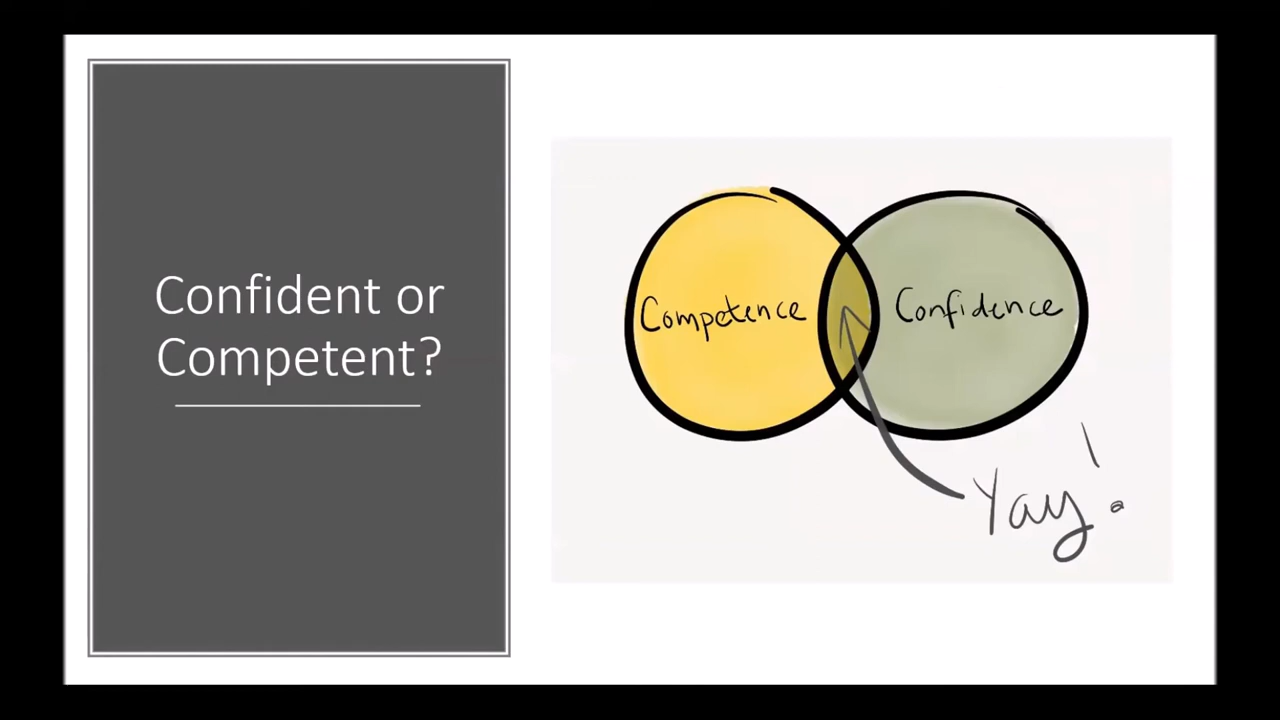 Confident or
Competent?
Competence
Confidence
Yay!